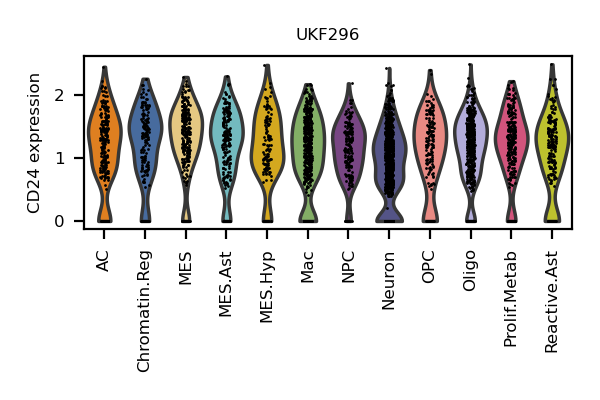 UKF296
CD24 expression
2
1
0
AC
Chromatin.Reg
MES
MES.Ast
MES.Hyp
Mac
NPC
Neuron
OPC
Oligo
Prolif.Metab
Reactive.Ast